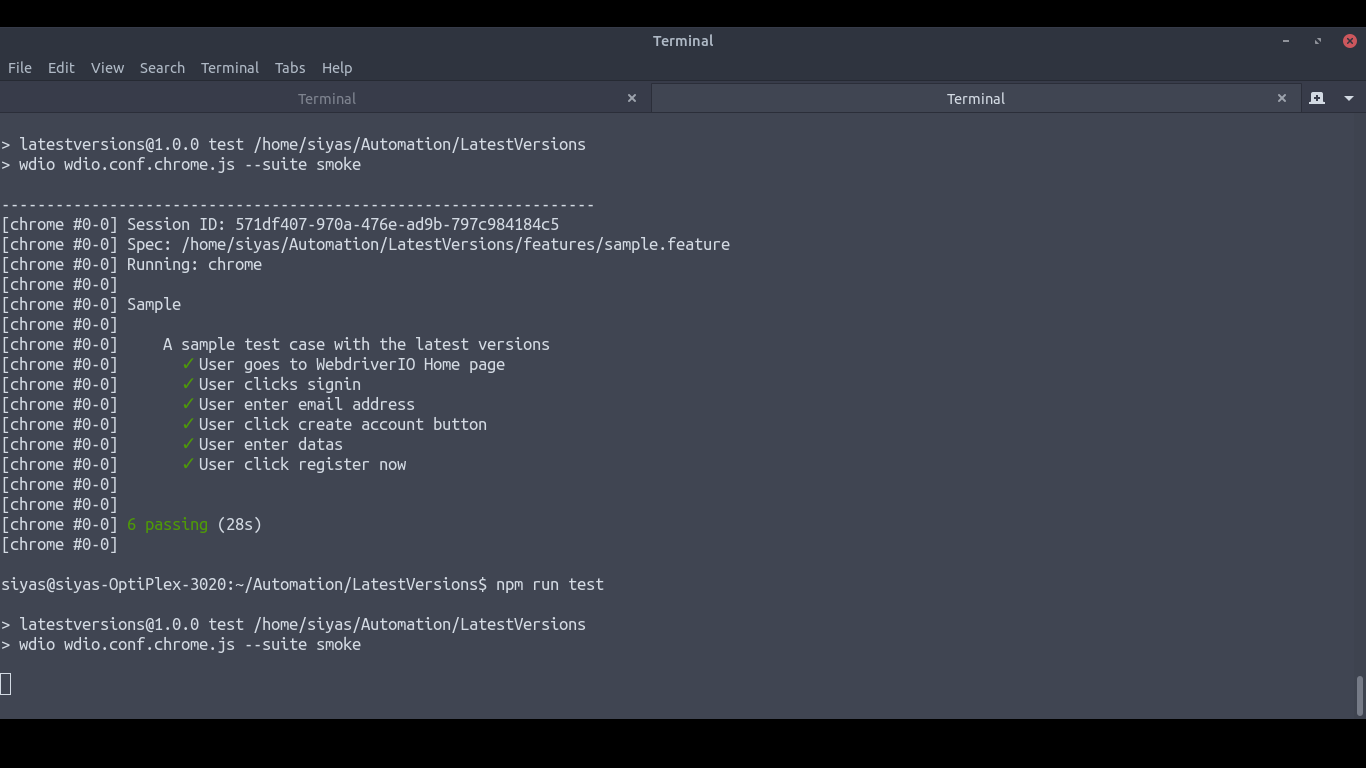 Terminal
File Edit View Search Terminal Tabs Help
Terminal Terminal
> latestversions@1.0.0 test /home/siyas/Automation/LatestVersions
> wdio wdio.conf.chrome.js --suite smoke
------------------------------------------------------------------
[chrome #0-0] Session ID: 571df407-970a-476e-ad9b-797c984184c5
[chrome #0-0] Spec: /home/siyas/Automation/LatestVersions/features/sample.feature
[chrome #0-0] Running: chrome
[chrome #0-0]
[chrome #0-0] Sample
[chrome #0-0]
[chrome #0-0]     A sample test case with the latest versions
[chrome #0-0]       ✓ User goes to WebdriverIO Home page
[chrome #0-0]       ✓ User clicks signin
[chrome #0-0]       ✓ User enter email address
[chrome #0-0]       ✓ User click create account button
[chrome #0-0]       ✓ User enter datas
[chrome #0-0]       ✓ User click register now
[chrome #0-0]
[chrome #0-0]
[chrome #0-0] 6 passing (28s)
[chrome #0-0]
siyas@siyas-OptiPlex-3020:~/Automation/LatestVersions$ npm run test
> latestversions@1.0.0 test /home/siyas/Automation/LatestVersions
> wdio wdio.conf.chrome.js --suite smoke